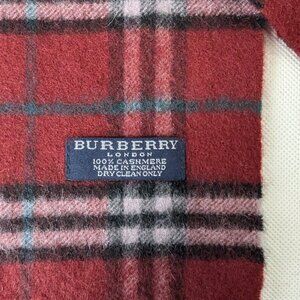 BURBERRY
LONDON
100% CASHMERE
MADE IN ENGLAND
DRY CLEAN ONLY